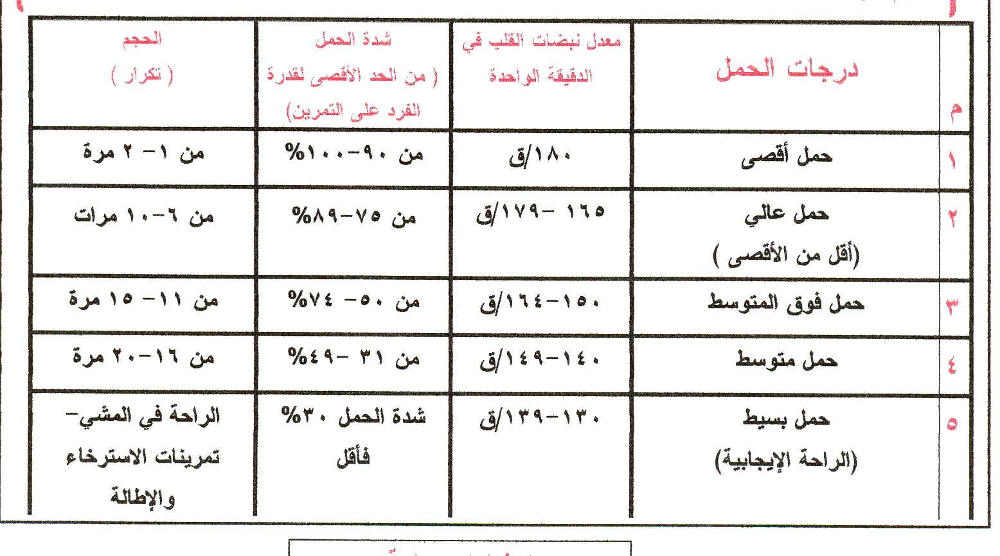 م
درجات الحمل
معدل نبضات القلب في
الدقيقة الواحدة
شدة الحمل
( من الحد الأقصى لقدرة
الفرد على التمرين)
الحجم
( تكرار )
١
حمل أقصى
١٨٠/ق
من ٩٠-١٠٠%
من ١- ٢ مرة
٢
حمل عالي
(أقل من الأقصى )
١٦٥ -١٧٩/ق
من ٧٥-٨٩%
من ٦-١٠ مرات
٣
حمل فوق المتوسط
١٥٠-١٦٤/ق
من ٥٠- ٧٤%
من ١١- ١٥ مرة
٤
حمل متوسط
١٤٠-١٤٩/ق
من ٣١ -٤٩%
من ١٦-٢٠ مرة
٥
حمل بسيط
(الراحة الإيجابية)
١٣٠-١٣٩/ق
شدة الحمل ٣٠%
فأقل
الراحة في المشي-
تمرينات الاسترخاء
والإطالة